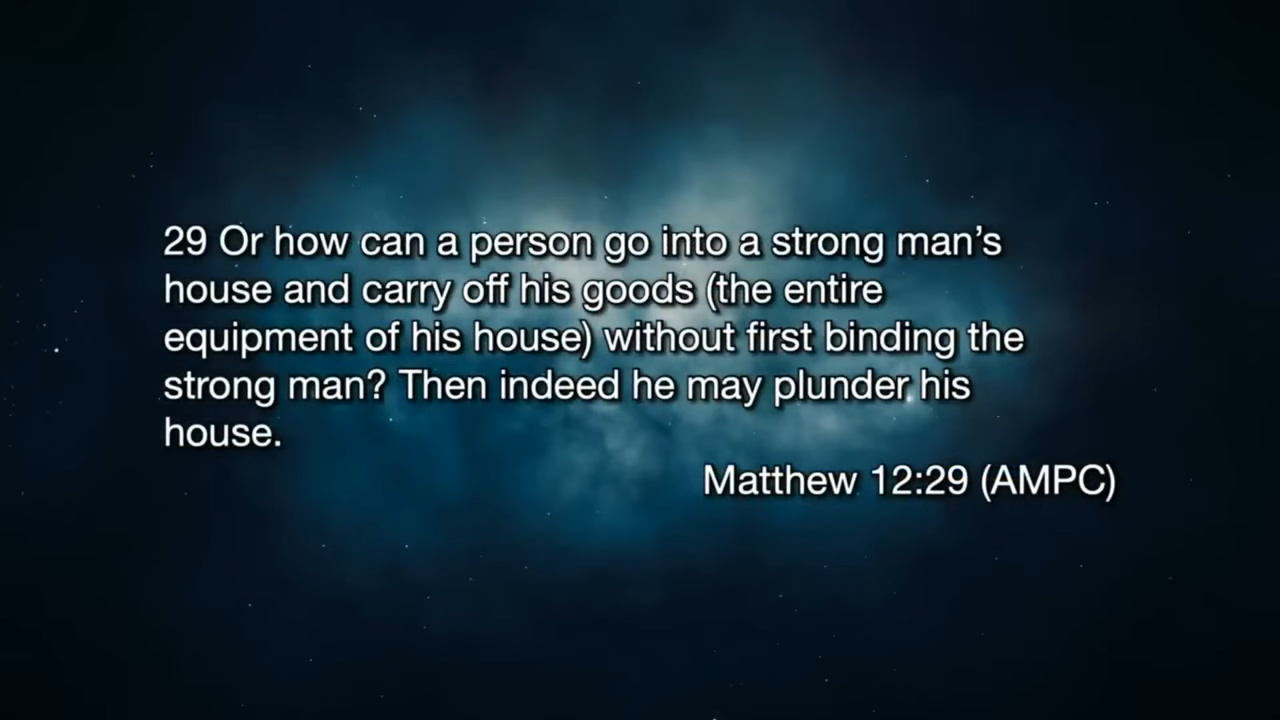 29 Or how can a person go into a strong man’s
house and carry off his goods (the entire
equipment of his house) without first binding the
strong man? Then indeed he may plunder his
house.
Matthew 12:29 (AMPC)